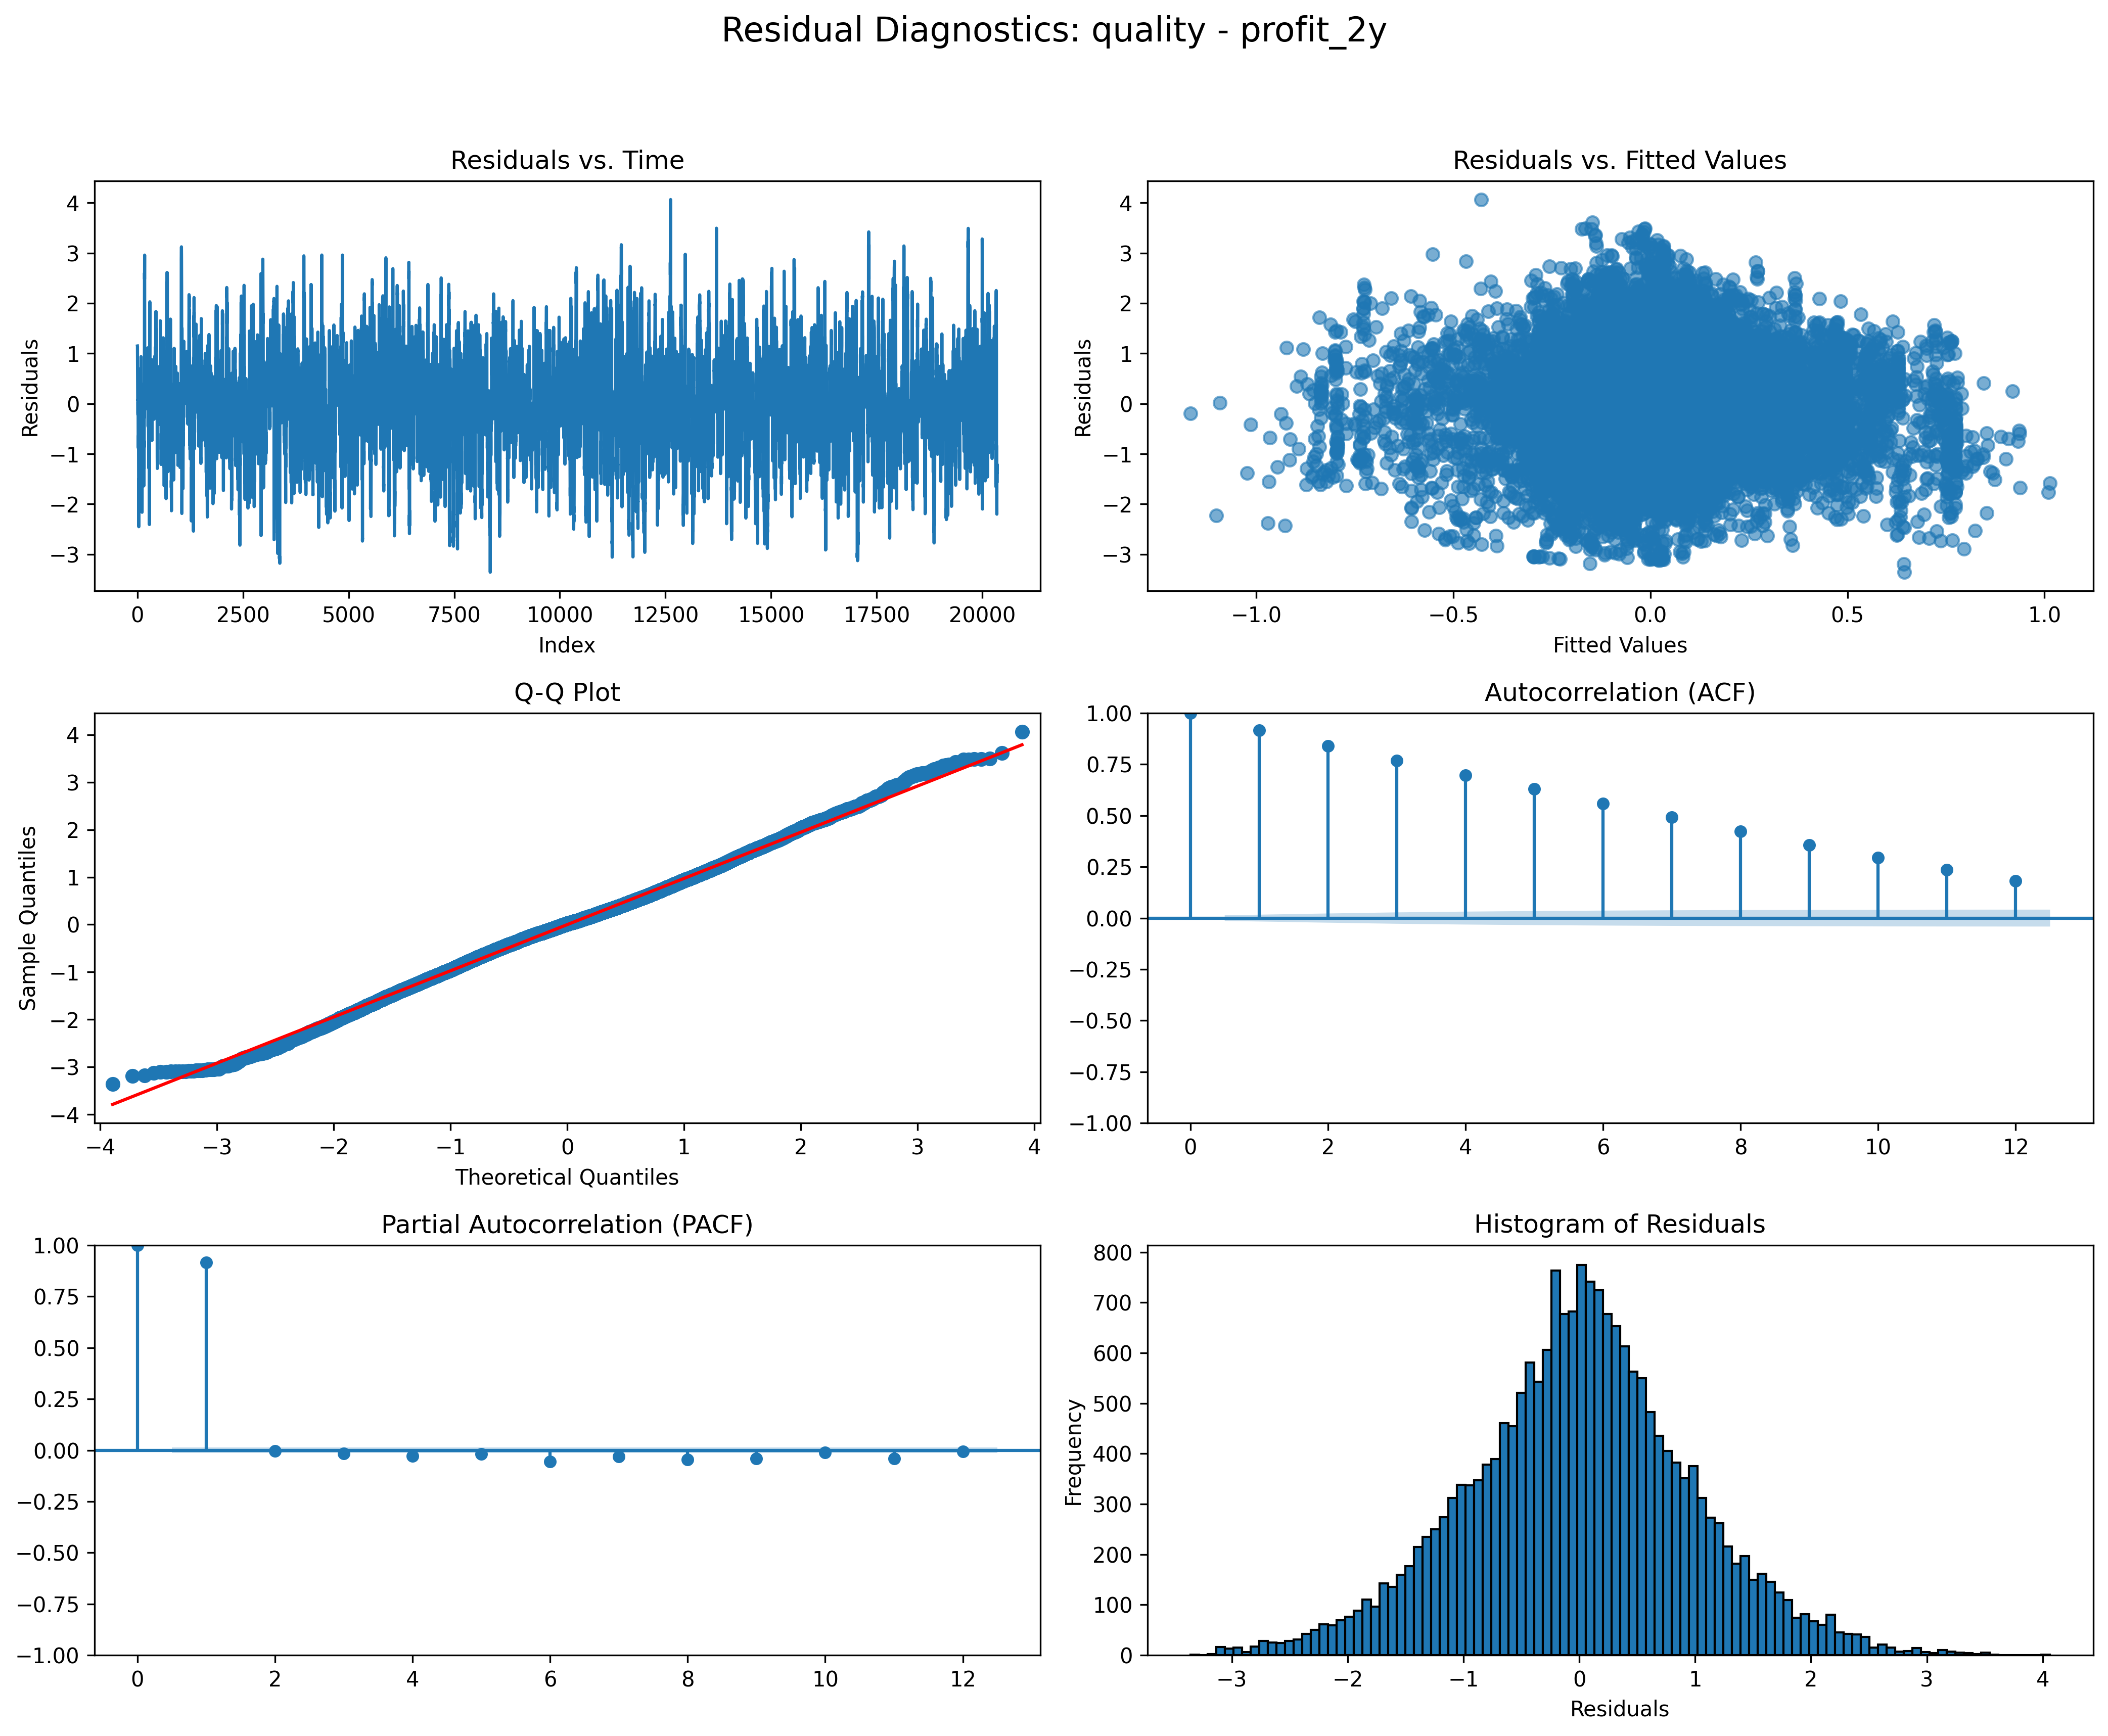 Residual Diagnostics: quality - profit_2y
Residuals vs. Time
Residuals
4
3
2
1
0
−1
−2
−3
0 2500 5000 7500 10000 12500 15000 17500 20000
Index
Residuals vs. Fitted Values
Residuals
4
3
2
1
0
−1
−2
−3
−1.0 −0.5 0.0 0.5 1.0
Fitted Values
Q-Q Plot
Sample Quantiles
4
3
2
1
0
−1
−2
−3
−4
−4 −3 −2 −1 0 1 2 3 4
Theoretical Quantiles
Autocorrelation (ACF)
1.00
0.75
0.50
0.25
0.00
−0.25
−0.50
−0.75
−1.00
0 2 4 6 8 10 12
Partial Autocorrelation (PACF)
1.00
0.75
0.50
0.25
0.00
−0.25
−0.50
−0.75
−1.00
0 2 4 6 8 10 12
Histogram of Residuals
Frequency
800
700
600
500
400
300
200
100
0
−3 −2 −1 0 1 2 3 4
Residuals